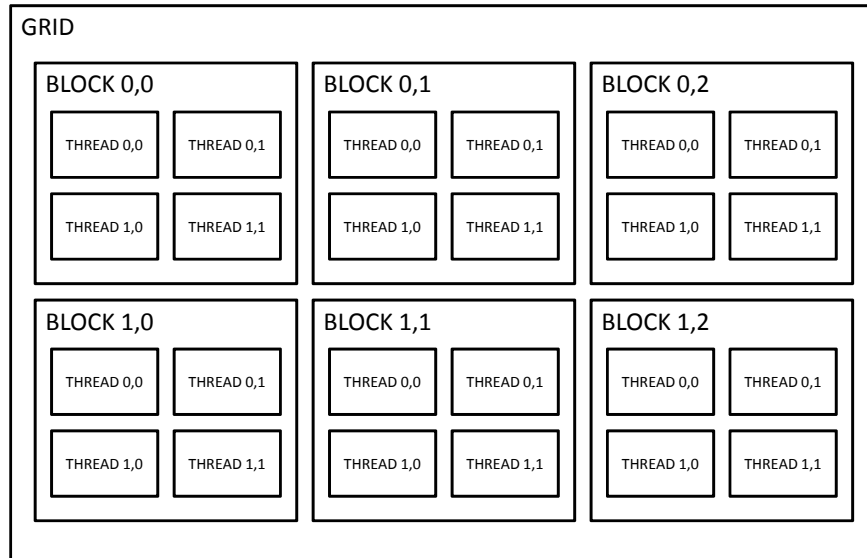 GRID
BLOCK 0,0
THREAD 0,0
THREAD 0,1
THREAD 1,0
THREAD 1,1
BLOCK 0,1
THREAD 0,0
THREAD 0,1
THREAD 1,0
THREAD 1,1
BLOCK 0,2
THREAD 0,0
THREAD 0,1
THREAD 1,0
THREAD 1,1
BLOCK 1,0
THREAD 0,0
THREAD 0,1
THREAD 1,0
THREAD 1,1
BLOCK 1,1
THREAD 0,0
THREAD 0,1
THREAD 1,0
THREAD 1,1
BLOCK 1,2
THREAD 0,0
THREAD 0,1
THREAD 1,0
THREAD 1,1